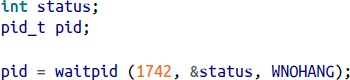 int status;
pid_t pid;
pid = waitpid (1742, &status, WNOHANG);